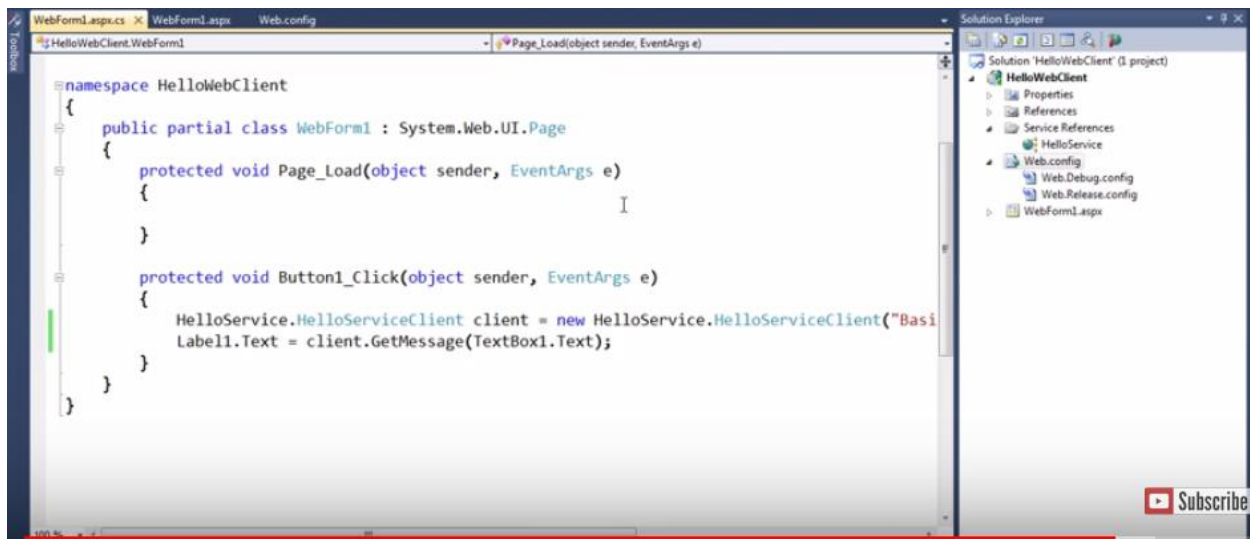 WebForm1.aspx.cs WebForm1.aspx Web.config
HelloWebClient.WebForm1 Page_Load(object sender, EventArgs e)
Toolbox
namespace HelloWebClient
{
public partial class WebForm1 : System.Web.UI.Page
{
protected void Page_Load(object sender, EventArgs e)
{
}
protected void Button1_Click(object sender, EventArgs e)
{
HelloService.HelloServiceClient client = new HelloService.HelloServiceClient("Basi
Label1.Text = client.GetMessage(TextBox1.Text);
}
}
}
100 %
Solution Explorer
Solution 'HelloWebClient' (1 project)
HelloWebClient
Properties
References
Service References
HelloService
Web.config
Web.Debug.config
Web.Release.config
WebForm1.aspx
Subscribe